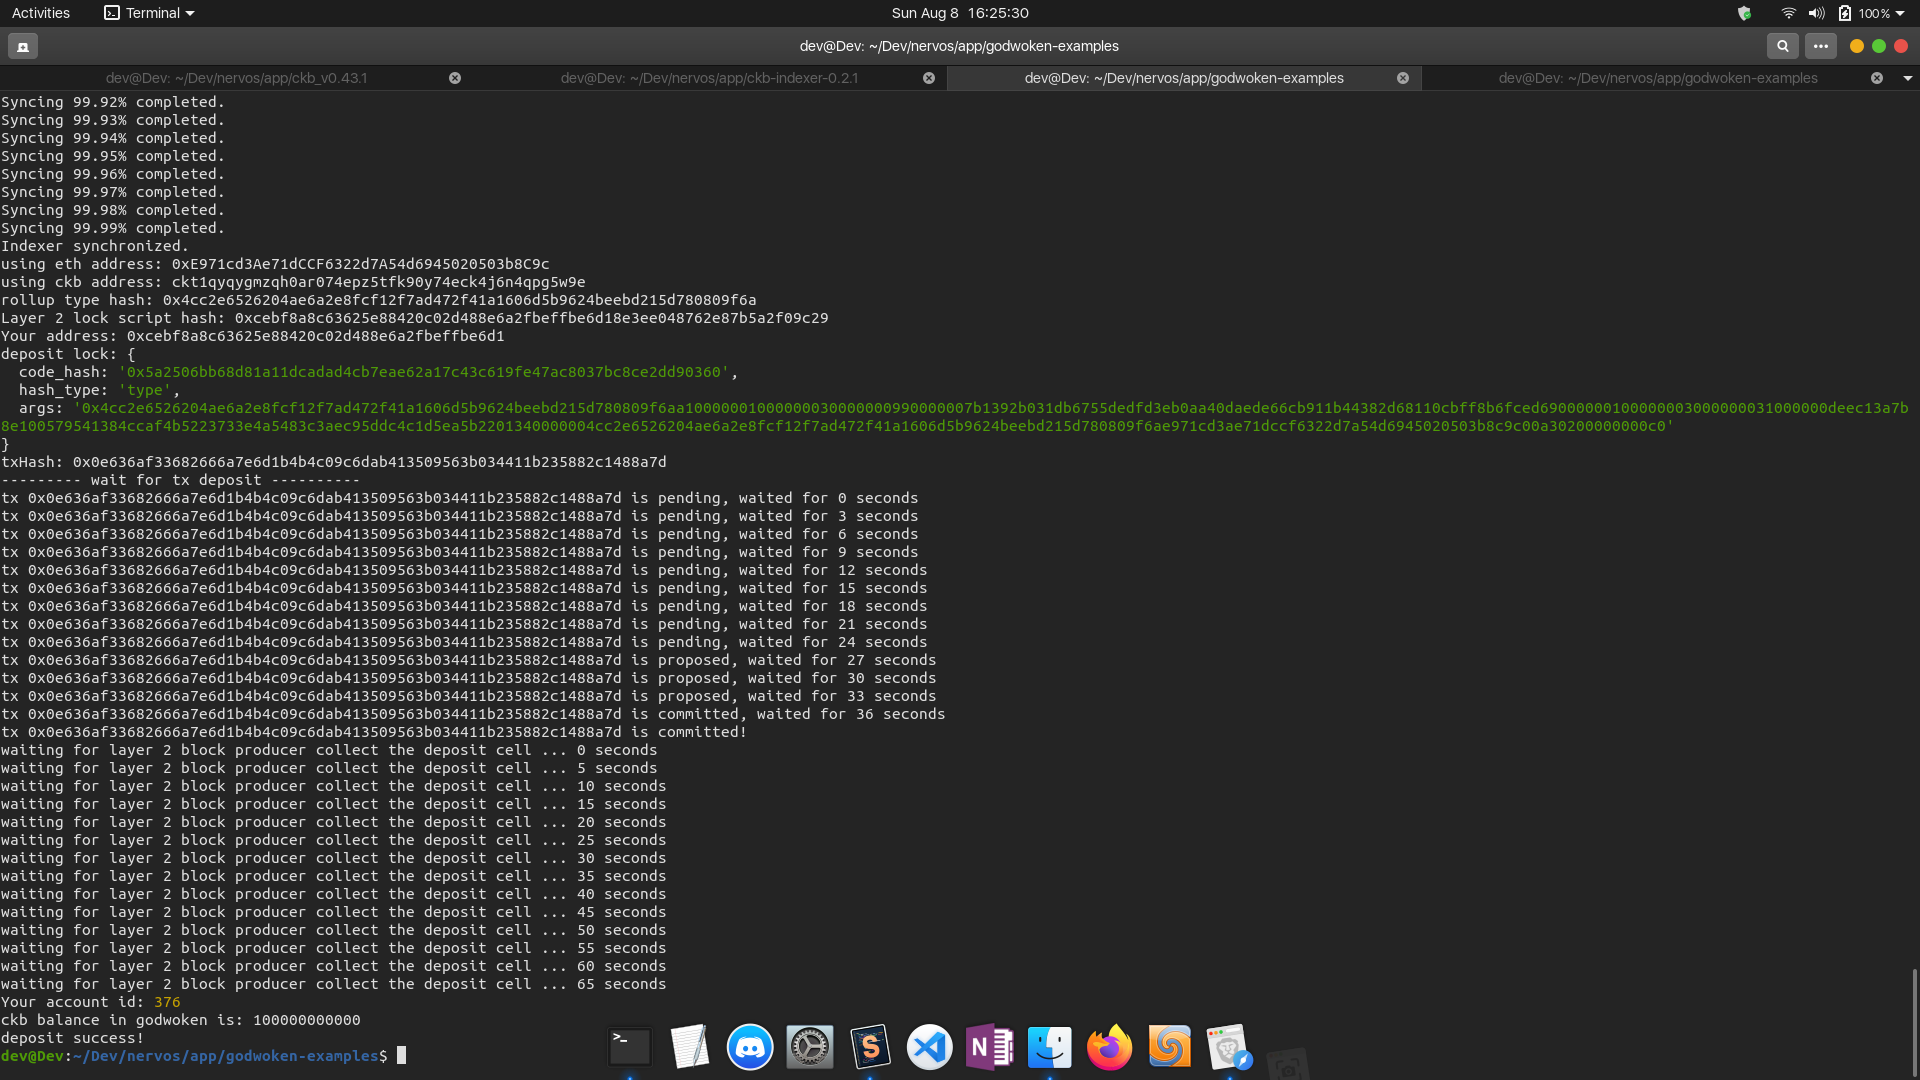 Activities
Terminal
Sun Aug 8 16:25:30
100%
dev@Dev: ~/Dev/nervos/app/godwoken-examples
dev@Dev: ~/Dev/nervos/app/ckb_v0.43.1
dev@Dev: ~/Dev/nervos/app/ckb-indexer-0.2.1
dev@Dev: ~/Dev/nervos/app/godwoken-examples
dev@Dev: ~/Dev/nervos/app/godwoken-examples
Syncing 99.92% completed.
Syncing 99.93% completed.
Syncing 99.94% completed.
Syncing 99.95% completed.
Syncing 99.96% completed.
Syncing 99.97% completed.
Syncing 99.98% completed.
Syncing 99.99% completed.
Indexer synchronized.
using eth address: 0xE971cd3Ae71dCCF6322d7A54d6945020503b8C9c
using ckb address: ckt1qyqygmzqh0ar074epz5tfk90y74eck4j6n4qpg5w9e
rollup type hash: 0x4cc2e6526204ae6a2e8fcf12f7ad472f41a1606d5b9624beebd215d780809f6a
Layer 2 lock script hash: 0xcebf8a8c63625e88420c02d488e6a2fbeffbe6d18e3ee048762e87b5a2f09c29
Your address: 0xcebf8a8c63625e88420c02d488e6a2fbeffbe6d1
deposit lock: {
  code_hash: '0x5a2506bb68d81a11dcadad4cb7eae62a17c43c619fe47ac8037bc8ce2dd90360',
  hash_type: 'type',
  args: '0x4cc2e6526204ae6a2e8fcf12f7ad472f41a1606d5b9624beebd215d780809f6aa10000001000000030000000990000007b1392b031db6755dedfd3eb0aa40daede66cb911b44382d68110cbff8b6fced690000000100000003000000031000000deec13a7b
8e100579541384ccaf4b5223733e4a5483c3aec95ddc4c1d5ea5b2201340000004cc2e6526204ae6a2e8fcf12f7ad472f41a1606d5b9624beebd215d780809f6ae971cd3ae71dccf6322d7a54d6945020503b8c9c00a30200000000c0'
}
txHash: 0x0e636af33682666a7e6d1b4b4c09c6dab413509563b034411b235882c1488a7d
--------- wait for tx deposit ----------
tx 0x0e636af33682666a7e6d1b4b4c09c6dab413509563b034411b235882c1488a7d is pending, waited for 0 seconds
tx 0x0e636af33682666a7e6d1b4b4c09c6dab413509563b034411b235882c1488a7d is pending, waited for 3 seconds
tx 0x0e636af33682666a7e6d1b4b4c09c6dab413509563b034411b235882c1488a7d is pending, waited for 6 seconds
tx 0x0e636af33682666a7e6d1b4b4c09c6dab413509563b034411b235882c1488a7d is pending, waited for 9 seconds
tx 0x0e636af33682666a7e6d1b4b4c09c6dab413509563b034411b235882c1488a7d is pending, waited for 12 seconds
tx 0x0e636af33682666a7e6d1b4b4c09c6dab413509563b034411b235882c1488a7d is pending, waited for 15 seconds
tx 0x0e636af33682666a7e6d1b4b4c09c6dab413509563b034411b235882c1488a7d is pending, waited for 18 seconds
tx 0x0e636af33682666a7e6d1b4b4c09c6dab413509563b034411b235882c1488a7d is pending, waited for 21 seconds
tx 0x0e636af33682666a7e6d1b4b4c09c6dab413509563b034411b235882c1488a7d is pending, waited for 24 seconds
tx 0x0e636af33682666a7e6d1b4b4c09c6dab413509563b034411b235882c1488a7d is proposed, waited for 27 seconds
tx 0x0e636af33682666a7e6d1b4b4c09c6dab413509563b034411b235882c1488a7d is proposed, waited for 30 seconds
tx 0x0e636af33682666a7e6d1b4b4c09c6dab413509563b034411b235882c1488a7d is proposed, waited for 33 seconds
tx 0x0e636af33682666a7e6d1b4b4c09c6dab413509563b034411b235882c1488a7d is committed, waited for 36 seconds
tx 0x0e636af33682666a7e6d1b4b4c09c6dab413509563b034411b235882c1488a7d is committed!
waiting for layer 2 block producer collect the deposit cell ... 0 seconds
waiting for layer 2 block producer collect the deposit cell ... 5 seconds
waiting for layer 2 block producer collect the deposit cell ... 10 seconds
waiting for layer 2 block producer collect the deposit cell ... 15 seconds
waiting for layer 2 block producer collect the deposit cell ... 20 seconds
waiting for layer 2 block producer collect the deposit cell ... 25 seconds
waiting for layer 2 block producer collect the deposit cell ... 30 seconds
waiting for layer 2 block producer collect the deposit cell ... 35 seconds
waiting for layer 2 block producer collect the deposit cell ... 40 seconds
waiting for layer 2 block producer collect the deposit cell ... 45 seconds
waiting for layer 2 block producer collect the deposit cell ... 50 seconds
waiting for layer 2 block producer collect the deposit cell ... 55 seconds
waiting for layer 2 block producer collect the deposit cell ... 60 seconds
waiting for layer 2 block producer collect the deposit cell ... 65 seconds
Your account id: 376
ckb balance in godwoken is: 100000000000
deposit success!
dev@Dev:~/Dev/nervos/app/godwoken-examples$